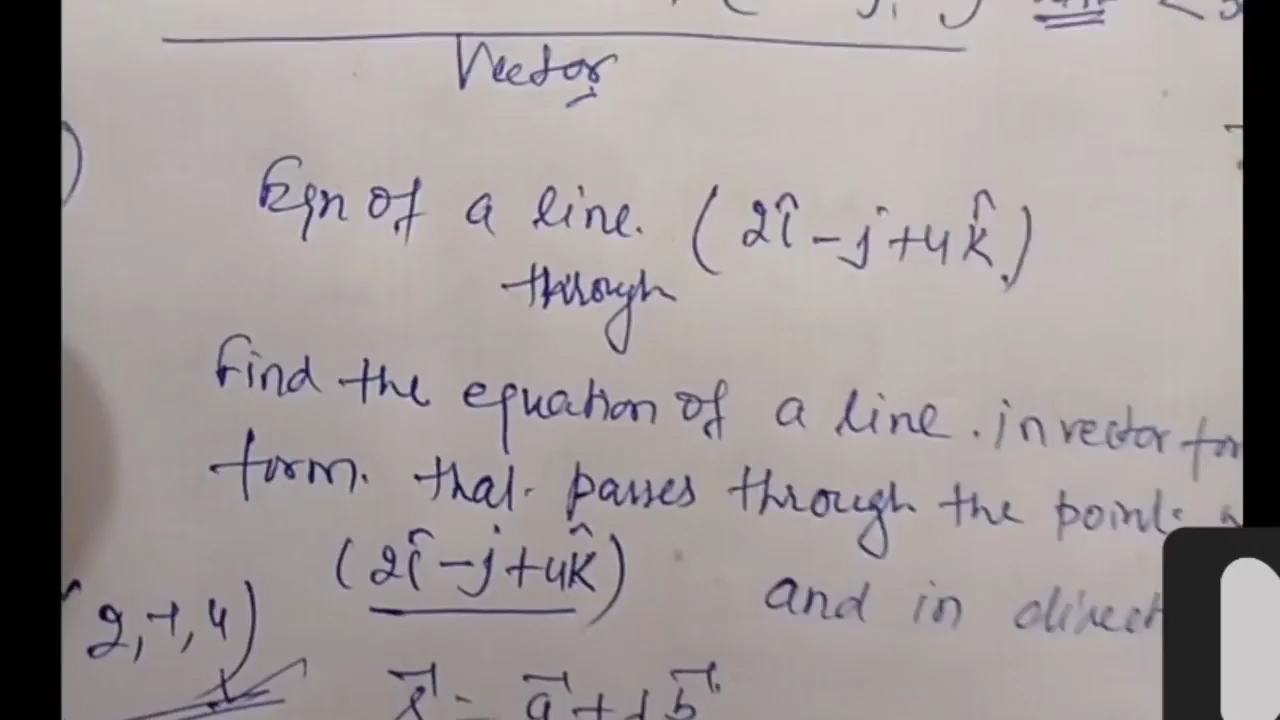 Vector
Eqn of a line. (2î - j + 4k̂)
through
Find the equation of a line. in vector
form. that. passes through the point.
(2î - j + 4k̂) and in
2, -1, 4)
r⃗ = a⃗ + λb⃗